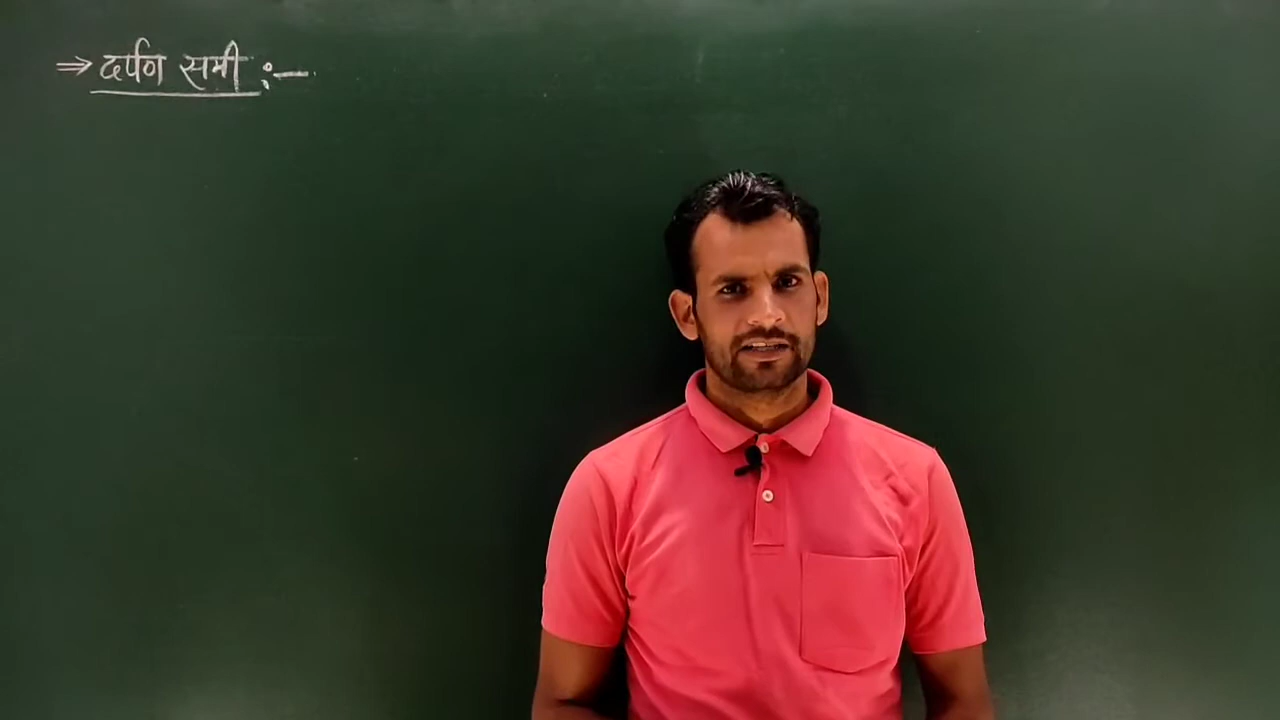 ⇒ दर्पण समी :-